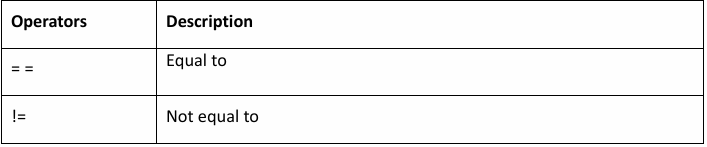 Operators Description
= = Equal to
!= Not equal to